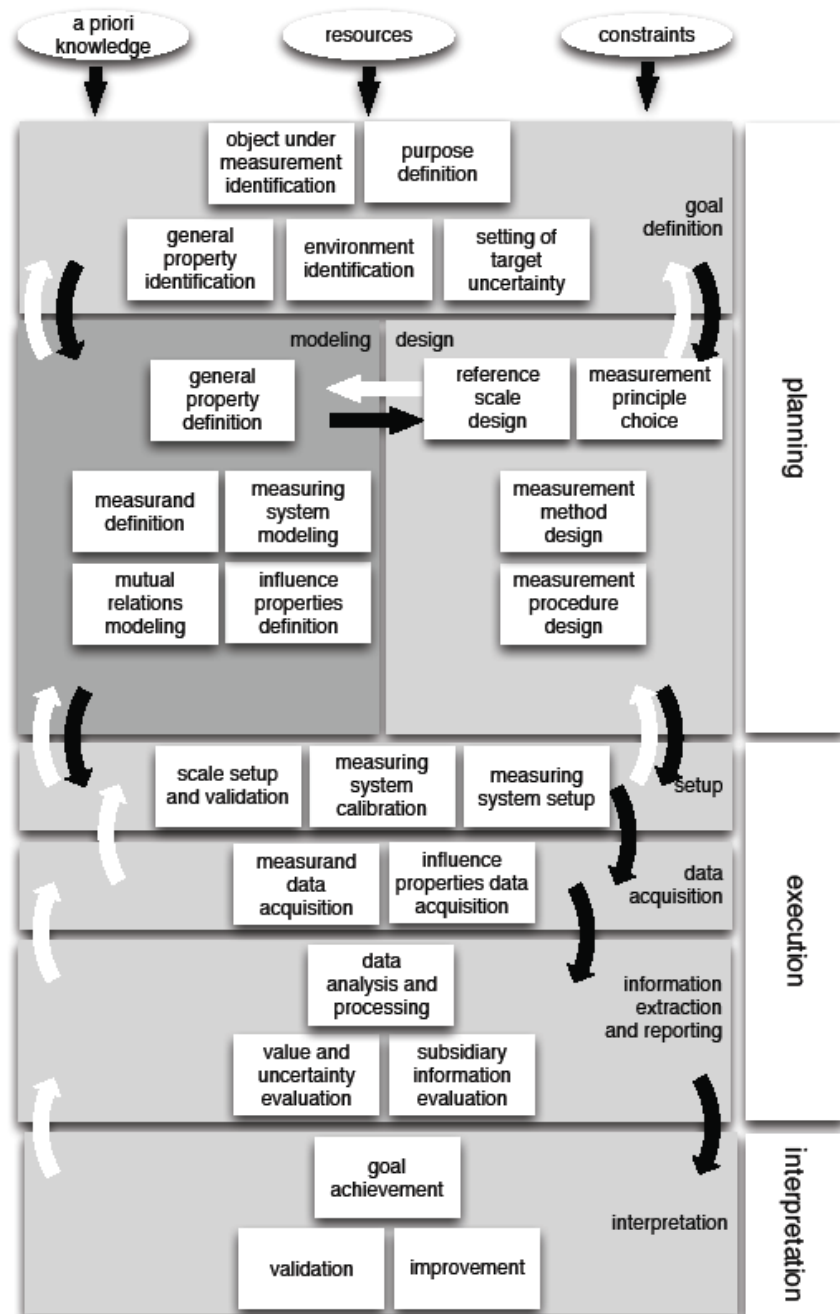 a priori
knowledge
resources
constraints
object under
measurement
identification
purpose
definition
goal
definition
general
property
identification
environment
identification
setting of
target
uncertainty
planning
modeling
design
general
property
definition
reference
scale
design
measurement
principle
choice
measurand
definition
measuring
system
modeling
measurement
method
design
mutual
relations
modeling
influence
properties
definition
measurement
procedure
design
execution
scale setup
and validation
measuring
system
calibration
measuring
system setup
setup
measurand
data
acquisition
influence
properties data
acquisition
data
acquisition
data
analysis and
processing
information
extraction
and reporting
value and
uncertainty
evaluation
subsidiary
information
evaluation
interpretation
goal
achievement
interpretation
validation
improvement